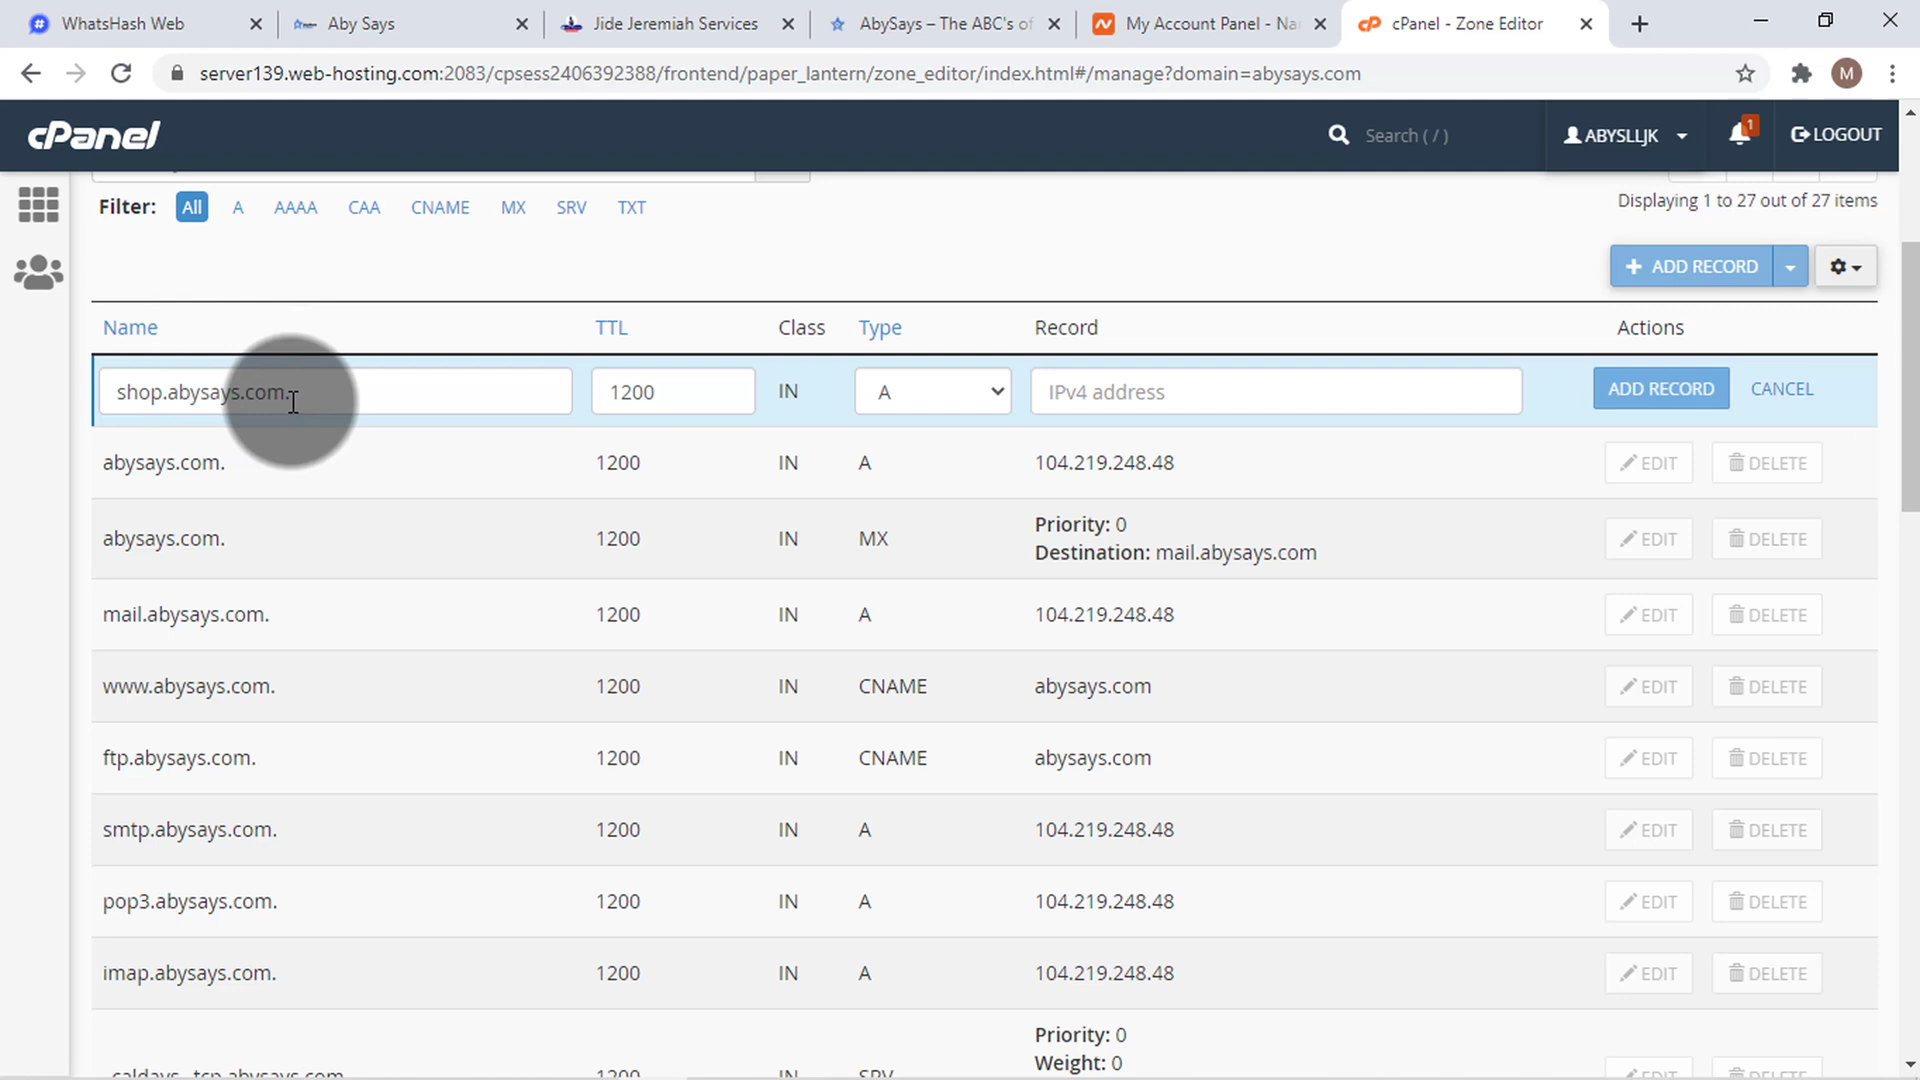 WhatsHash Web
Aby Says
Jide Jeremiah Services
AbySays – The ABC's of
My Account Panel - Na
cPanel - Zone Editor
server139.web-hosting.com:2083/cpsess2406392388/frontend/paper_lantern/zone_editor/index.html#/manage?domain=abysays.com
M
cPanel
Search ( / )
ABYSLLJK
1
LOGOUT
Filter: All A AAAA CAA CNAME MX SRV TXT
Displaying 1 to 27 out of 27 items
+ ADD RECORD
Name TTL Class Type Record Actions
shop.abysays.com. 1200 IN A IPv4 address ADD RECORD CANCEL
abysays.com. 1200 IN A 104.219.248.48 EDIT DELETE
abysays.com. 1200 IN MX Priority: 0
Destination: mail.abysays.com EDIT DELETE
mail.abysays.com. 1200 IN A 104.219.248.48 EDIT DELETE
www.abysays.com. 1200 IN CNAME abysays.com EDIT DELETE
ftp.abysays.com. 1200 IN CNAME abysays.com EDIT DELETE
smtp.abysays.com. 1200 IN A 104.219.248.48 EDIT DELETE
pop3.abysays.com. 1200 IN A 104.219.248.48 EDIT DELETE
imap.abysays.com. 1200 IN A 104.219.248.48 EDIT DELETE
Priority: 0
Weight: 0
1200 IN SRV EDIT DELETE